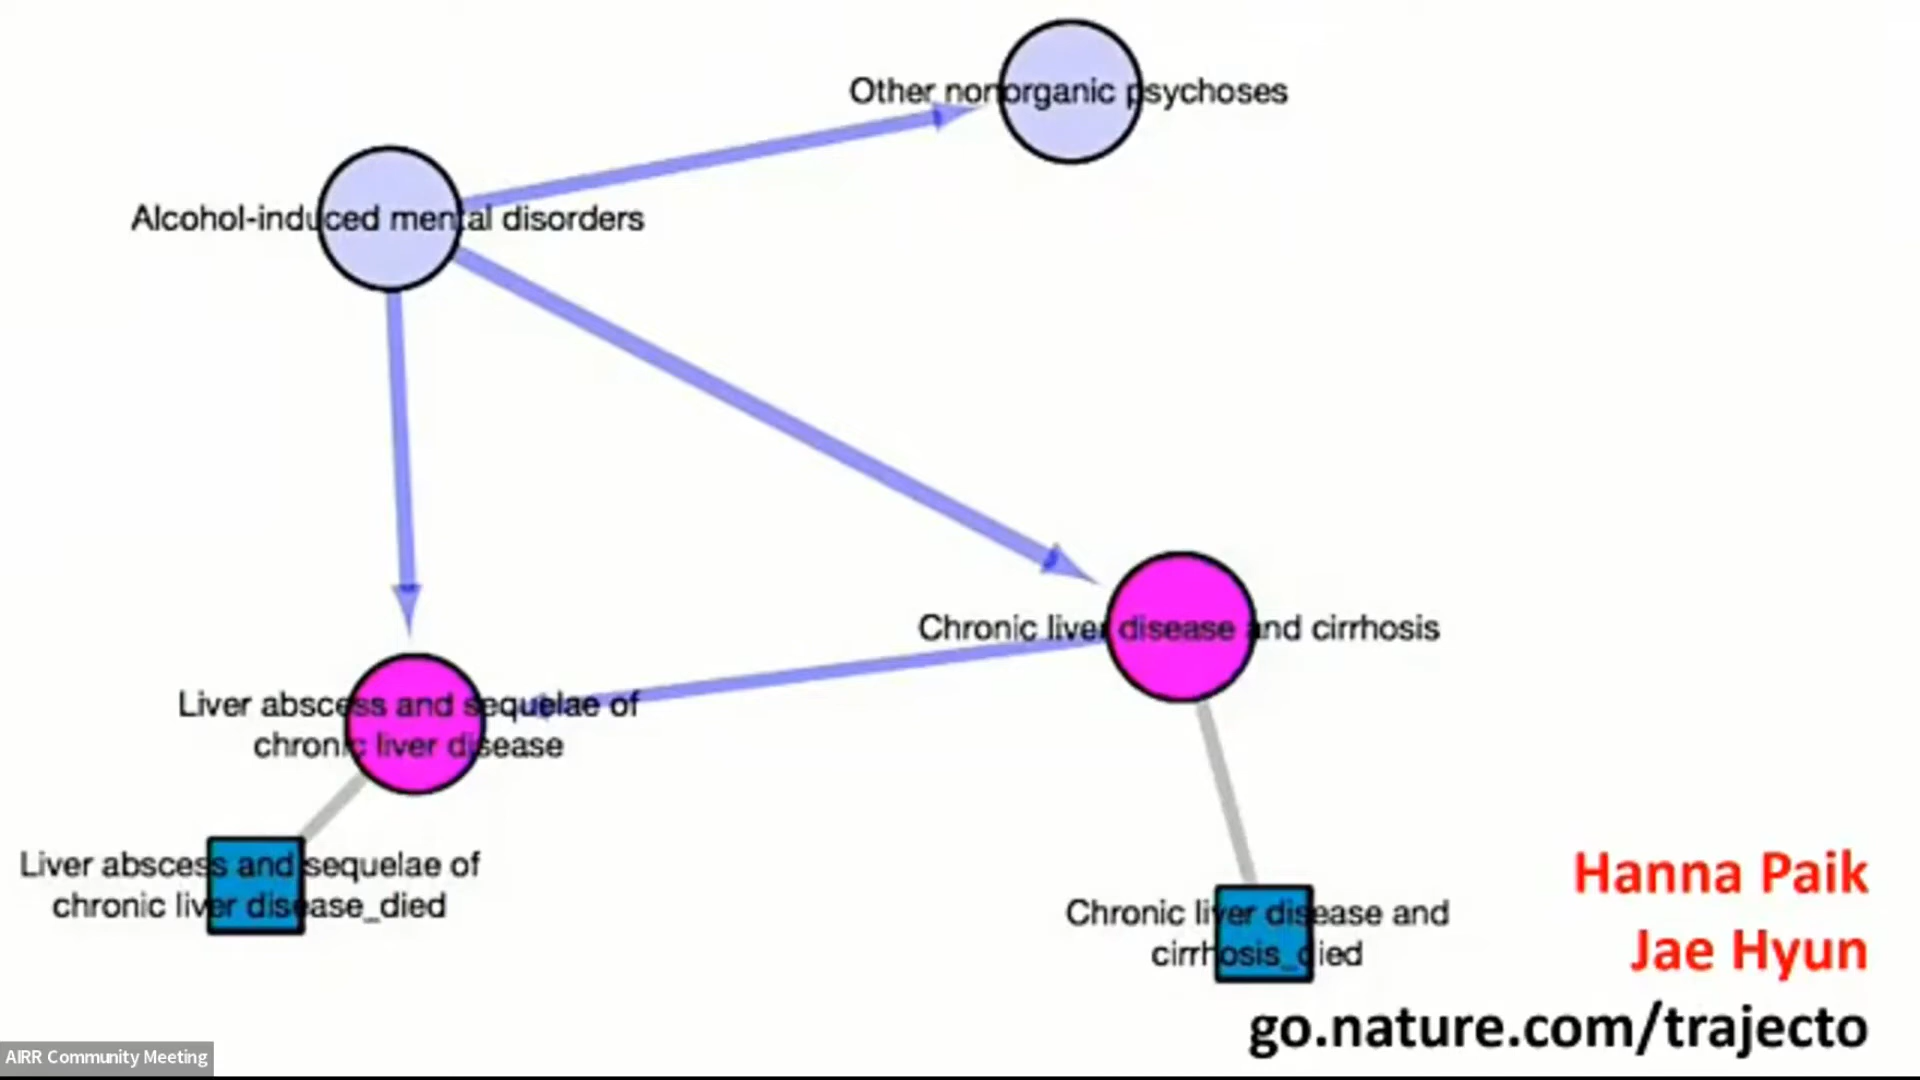 Other nonorganic psychoses
Alcohol-induced mental disorders
Chronic liver disease and cirrhosis
Liver abscess and sequelae of
chronic liver disease
Liver abscess and sequelae of
chronic liver disease_died
Chronic liver disease and
cirrhosis_died
Hanna Paik
Jae Hyun
go.nature.com/trajecto
AIRR Community Meeting